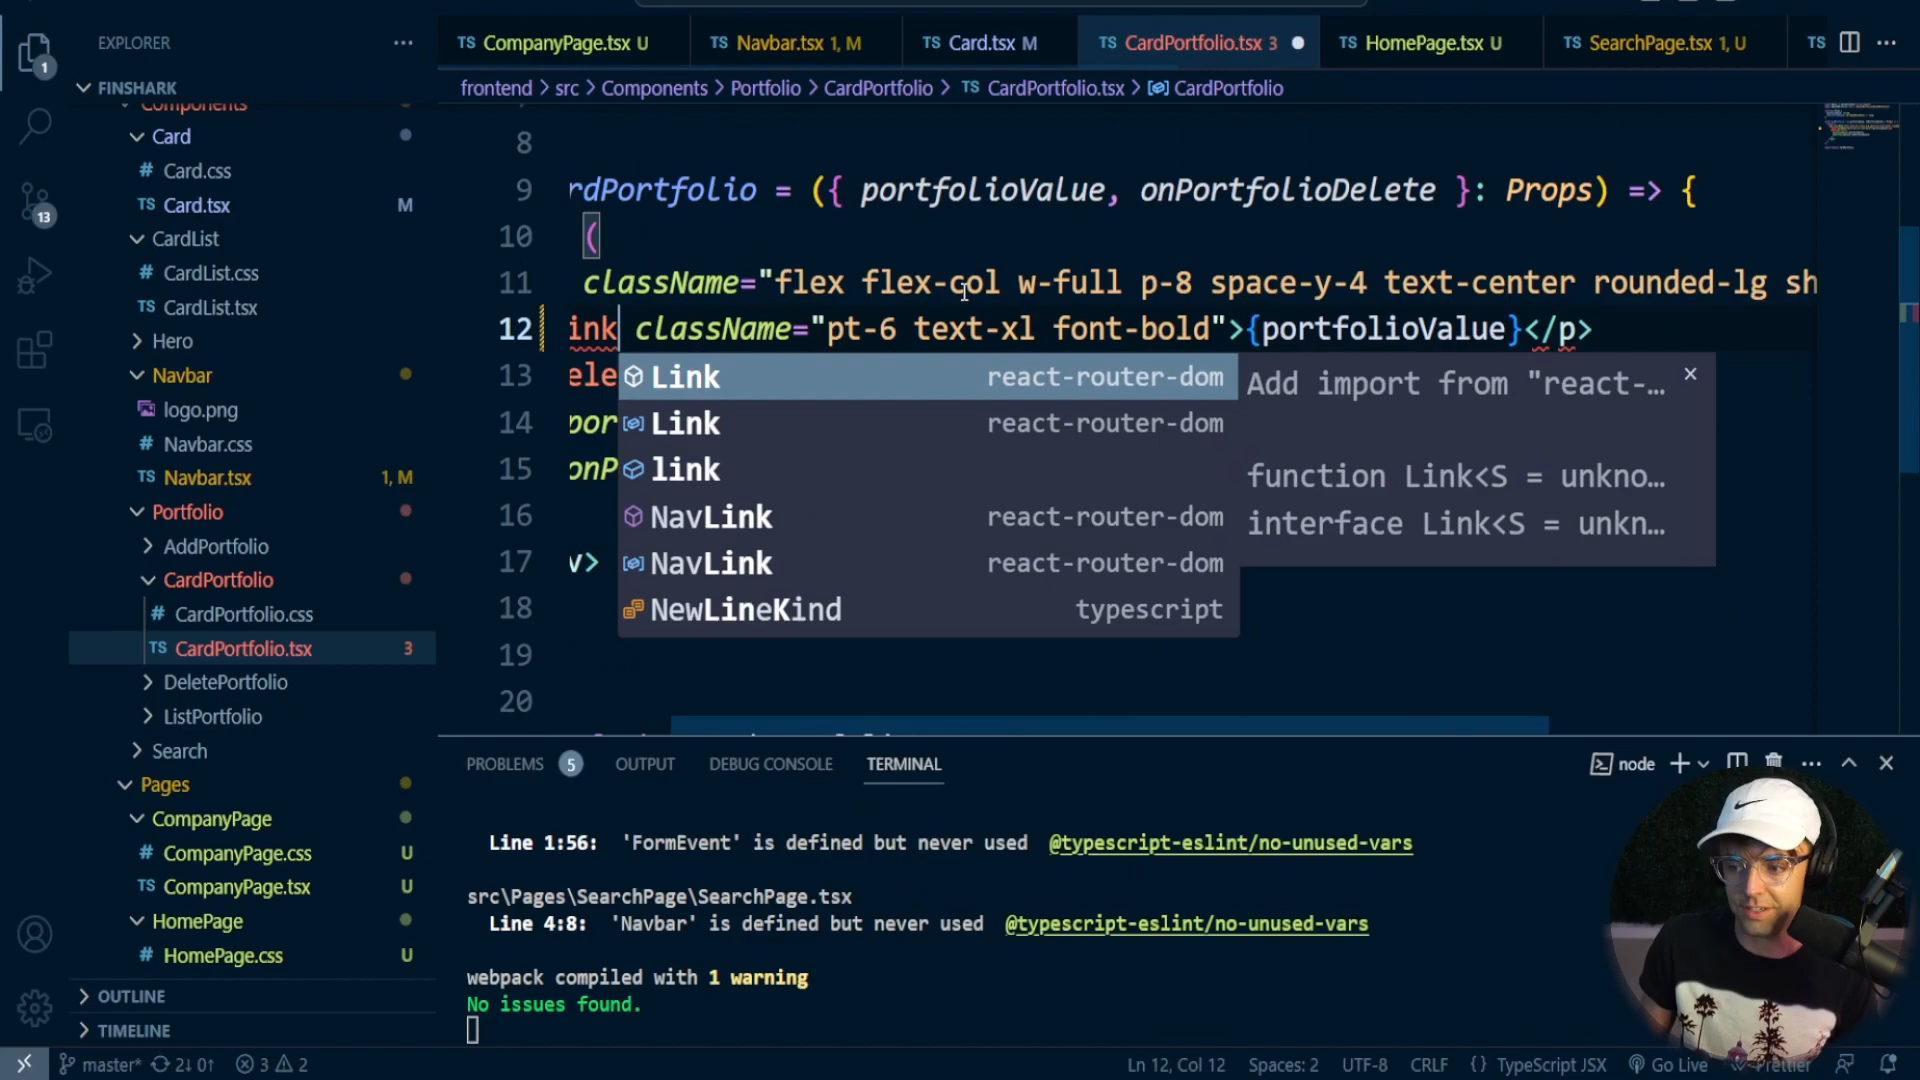 EXPLORER
FINSHARK
Components
Card
# Card.css
TS Card.tsx M
CardList
# CardList.css
TS CardList.tsx
Hero
Navbar
logo.png
# Navbar.css
TS Navbar.tsx 1, M
Portfolio
AddPortfolio
CardPortfolio
# CardPortfolio.css
TS CardPortfolio.tsx 3
DeletePortfolio
ListPortfolio
Search
Pages
CompanyPage
# CompanyPage.css U
TS CompanyPage.tsx U
HomePage
# HomePage.css U
OUTLINE
TIMELINE
1
13
TS CompanyPage.tsx U
TS Navbar.tsx 1, M
TS Card.tsx M
TS CardPortfolio.tsx 3
TS HomePage.tsx U
TS SearchPage.tsx 1, U
TS
frontend > src > Components > Portfolio > CardPortfolio > TS CardPortfolio.tsx > CardPortfolio
8
9 rdPortfolio = ({ portfolioValue, onPortfolioDelete }: Props) => {
10 (
11 className="flex flex-col w-full p-8 space-y-4 text-center rounded-lg sh
12 ink className="pt-6 text-xl font-bold">{portfolioValue}</p>
13 ele
14 por
15 onP
16
17 v>
18
19
20
Link react-router-dom
Link react-router-dom
link
NavLink react-router-dom
NavLink react-router-dom
NewLineKind typescript
Add import from "react-…
function Link<S = unkno…
interface Link<S = unkn…
PROBLEMS 5 OUTPUT DEBUG CONSOLE TERMINAL
node
Line 1:56: 'FormEvent' is defined but never used @typescript-eslint/no-unused-vars
src\Pages\SearchPage\SearchPage.tsx
Line 4:8: 'Navbar' is defined but never used @typescript-eslint/no-unused-vars
webpack compiled with 1 warning
No issues found.
master* 2↓ 0↑ 3 2
Ln 12, Col 12 Spaces: 2 UTF-8 CRLF {} TypeScript JSX Go Live Prettier